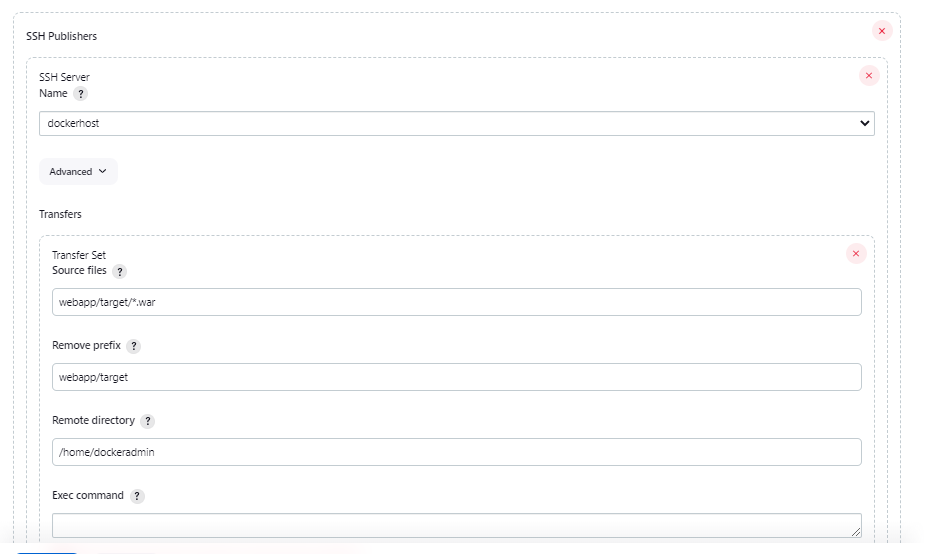 SSH Publishers
SSH Server
Name ?
dockerhost
Advanced
Transfers
Transfer Set
Source files ?
webapp/target/*.war
Remove prefix ?
webapp/target
Remote directory ?
/home/dockeradmin
Exec command ?